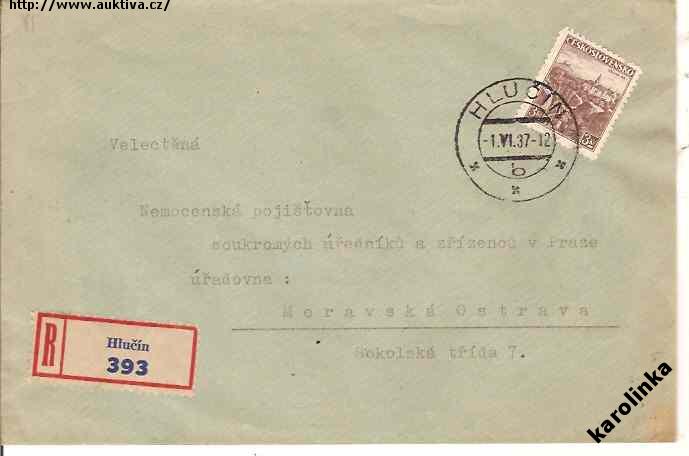 http://www.auktiva.cz/
ČESKOSLOVENSKO
HLUČÍN
-1.VI.37-12
b
Velectěná
Nemocenská pojišťovna
soukromých úředníků a zřízenců v Praze
úřadovna :
Moravská Ostrava
Sokolská třída 7.
R
Hlučín
393
karolinka